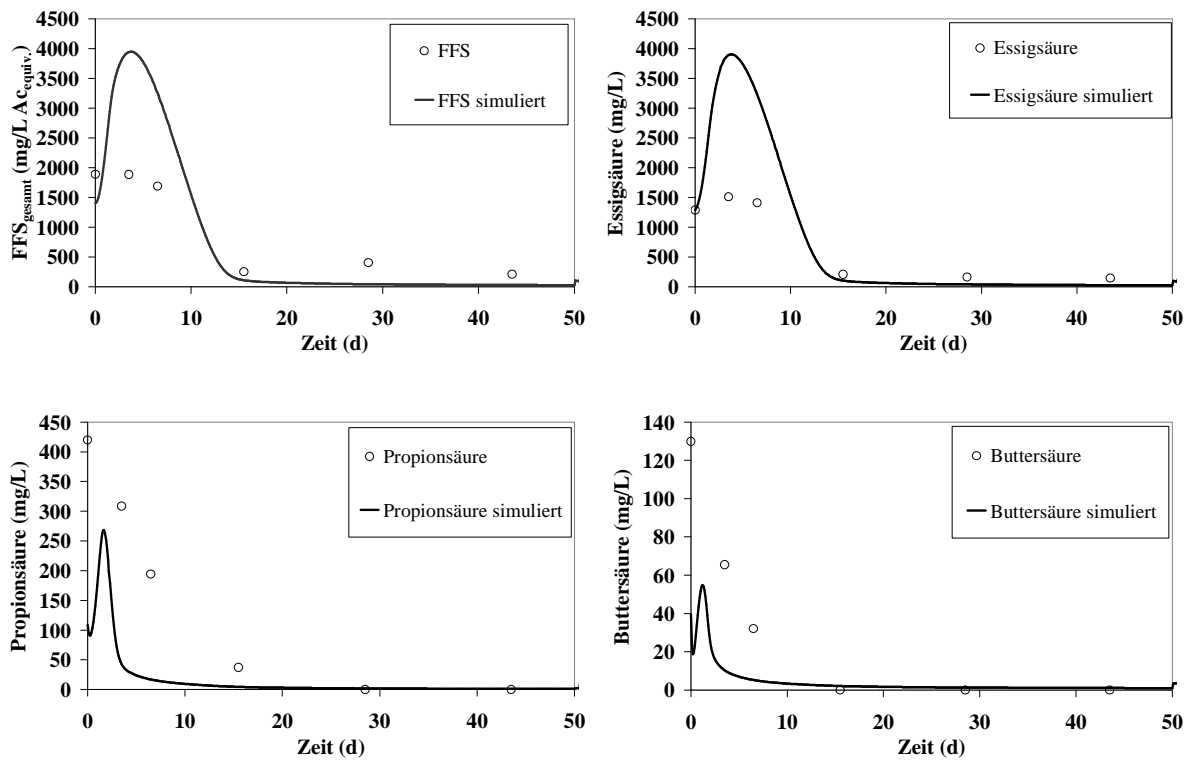 FFSgesamt (mg/L Acequiv.)
4500
4000
3500
3000
2500
2000
1500
1000
500
0
FFS
FFS simuliert
0 10 20 30 40 50
Zeit (d)
Essigsäure (mg/L)
4500
4000
3500
3000
2500
2000
1500
1000
500
0
Essigsäure
Essigsäure simuliert
0 10 20 30 40 50
Zeit (d)
Propionsäure (mg/L)
450
400
350
300
250
200
150
100
50
0
Propionsäure
Propionsäure simuliert
0 10 20 30 40 50
Zeit (d)
Buttersäure (mg/L)
140
120
100
80
60
40
20
0
Buttersäure
Buttersäure simuliert
0 10 20 30 40 50
Zeit (d)